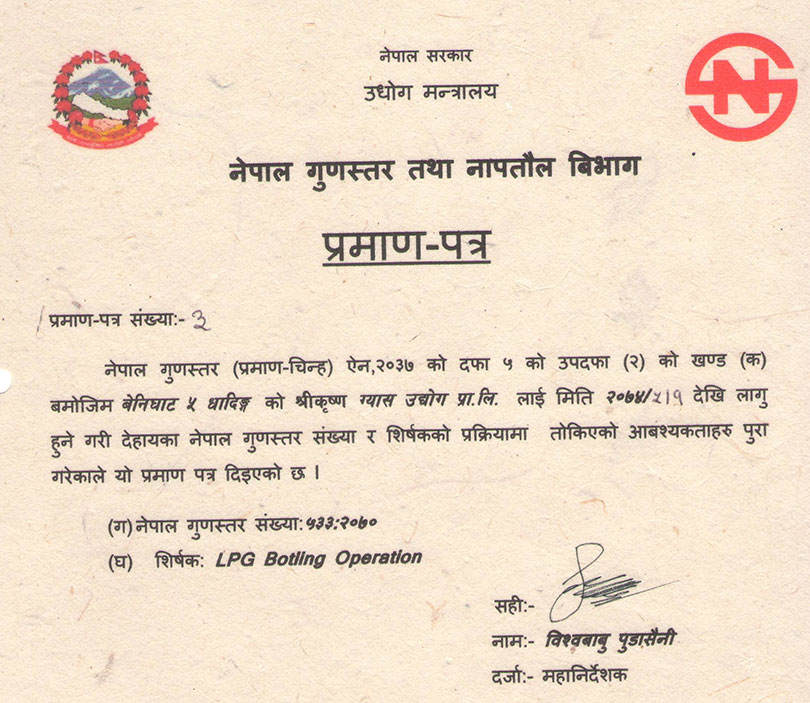 नेपाल सरकार
उधोग मन्त्रालय
नेपाल गुणस्तर तथा नापतौल बिभाग
प्रमाण-पत्र
प्रमाण-पत्र संख्या:- ३
नेपाल गुणस्तर (प्रमाण-चिन्ह) ऐन,२०३७ को दफा ५ को उपदफा (२) को खण्ड (क)
बमोजिम बेनिघाट ५ धादिङ्ग को श्रीकृष्ण ग्यास उद्योग प्रा.लि. लाई मिति २०७४/५/१ देखि लागु
हुने गरी देहायका नेपाल गुणस्तर संख्या र शिर्षकको प्रक्रियामा तोकिएको आबश्यकताहरु पुरा
गरेकाले यो प्रमाण पत्र दिइएको छ ।
(ग) नेपाल गुणस्तर संख्या:५३३:२०७०
(घ) शिर्षक: LPG Botling Operation
सही:-
नाम:- विश्वबाबु पुडासैनी
दर्जा:- महानिर्देशक